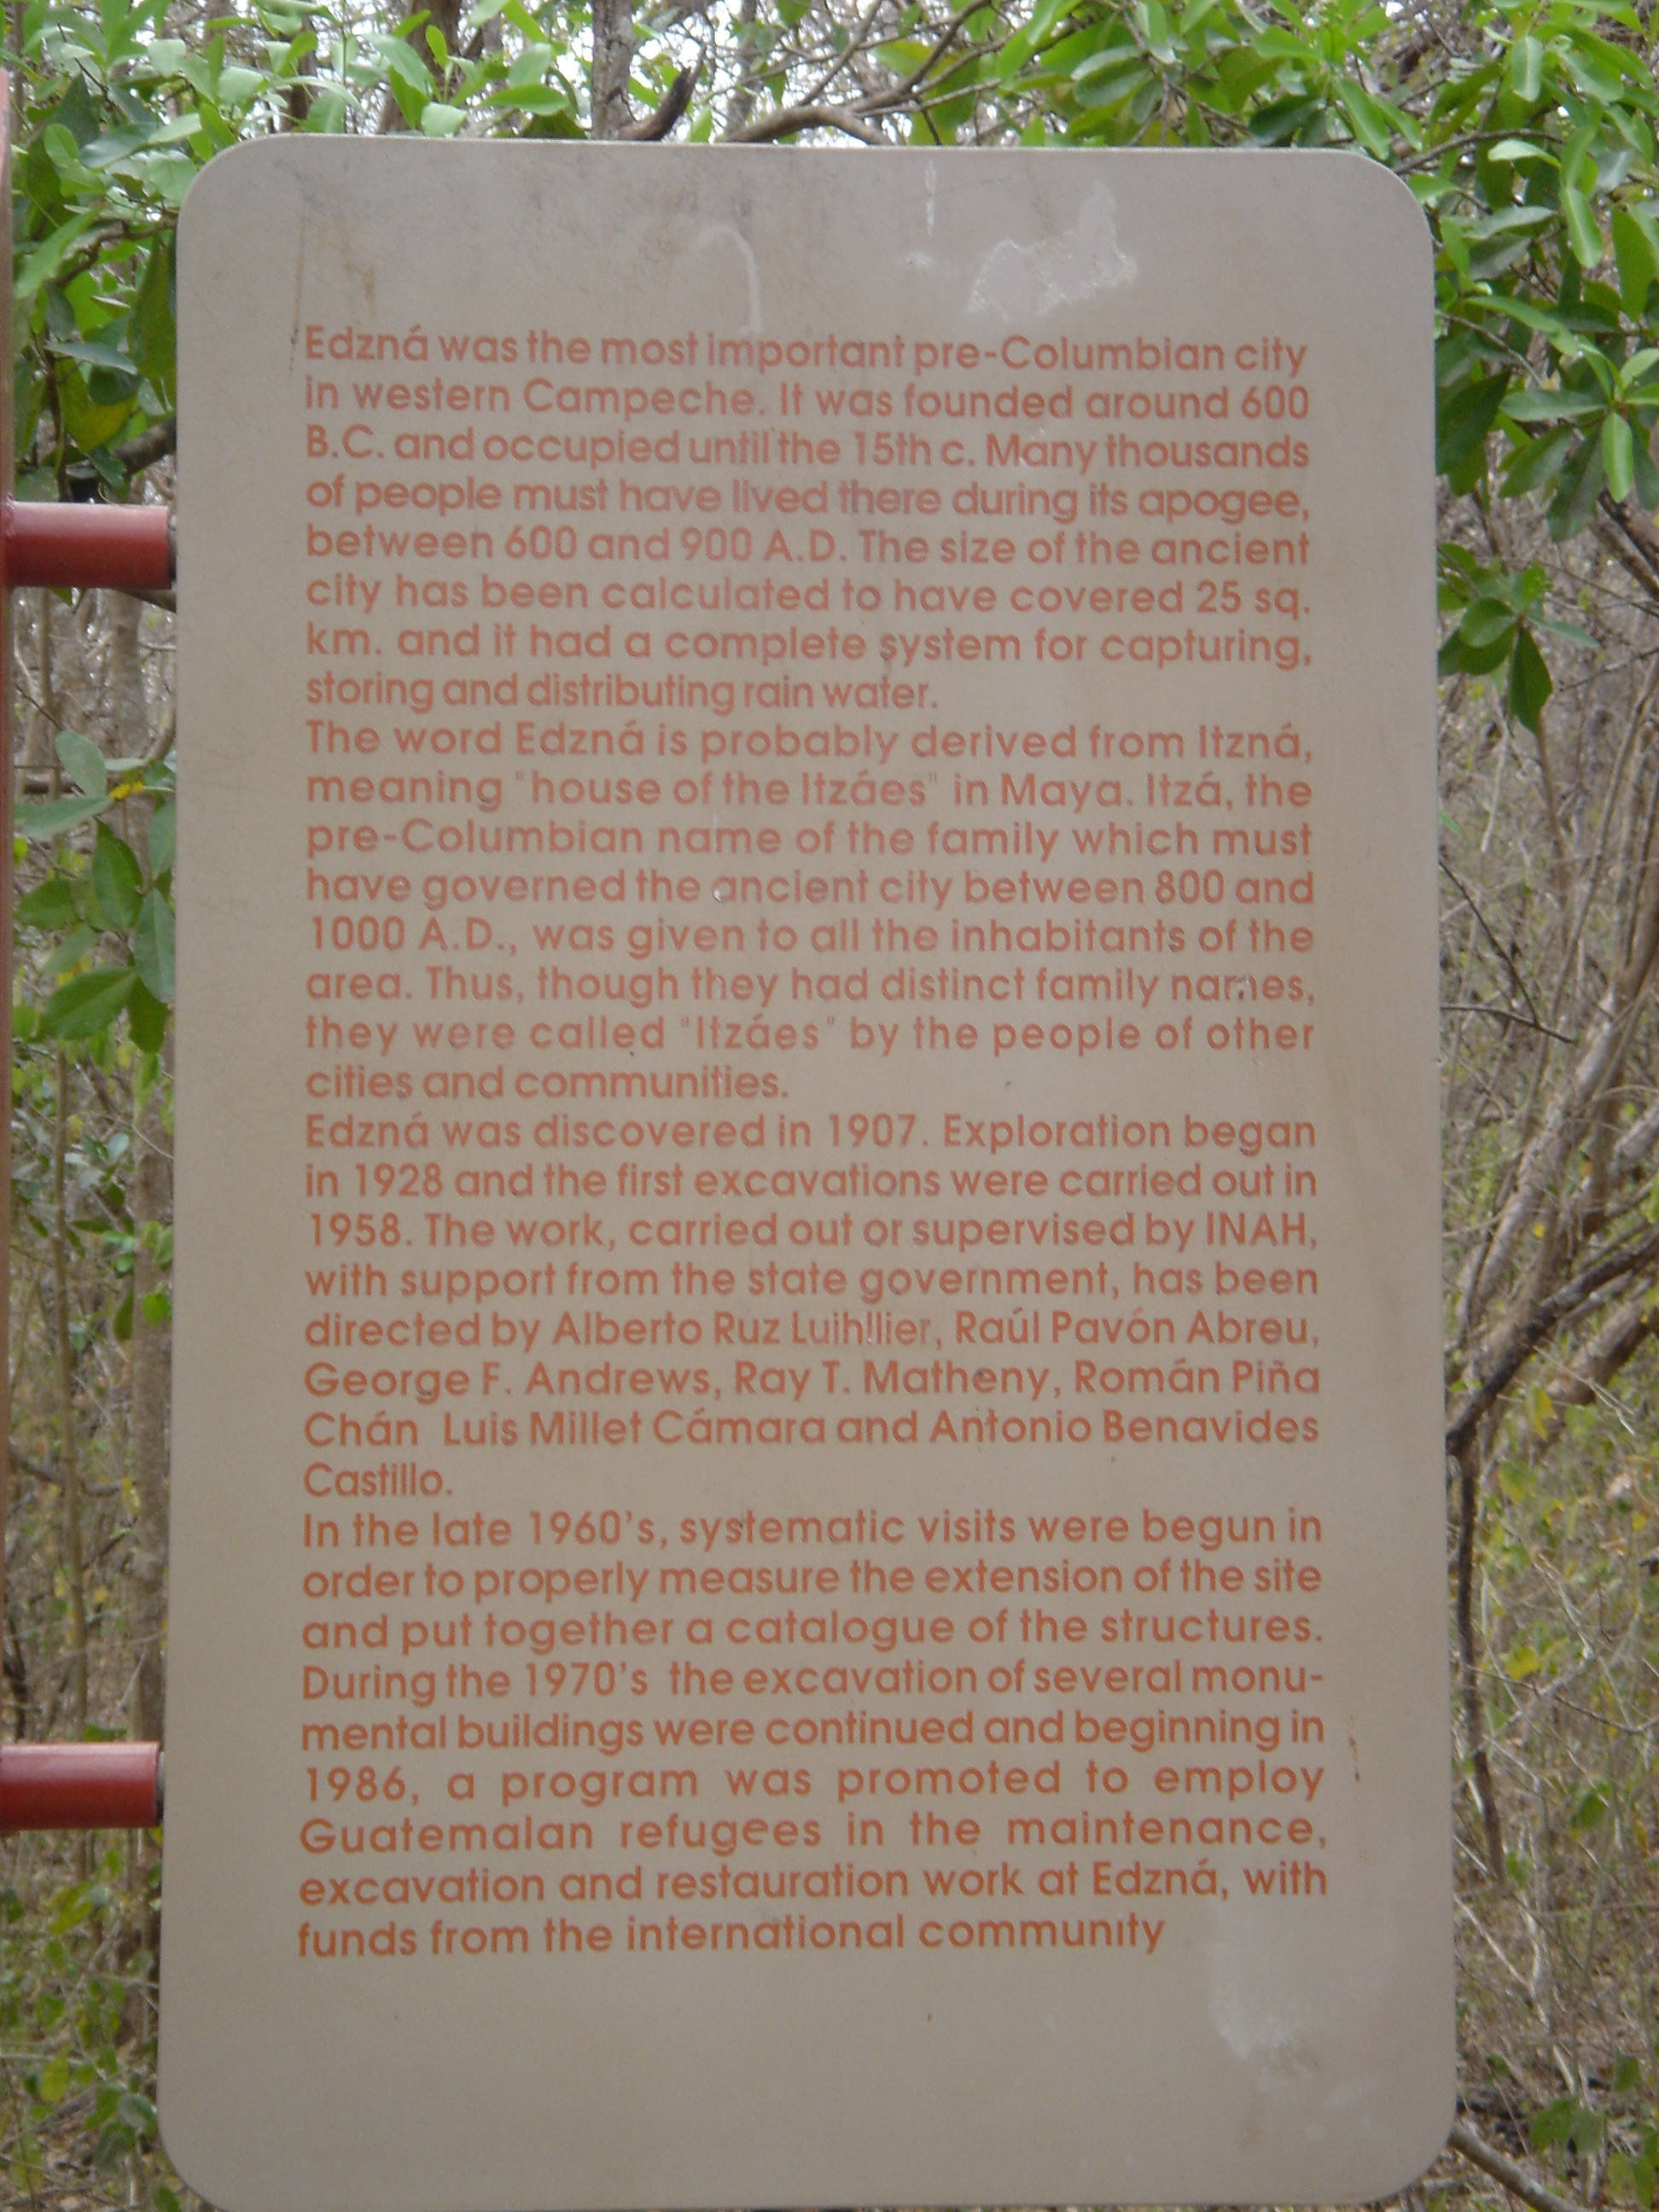 Edzná was the most important pre-Columbian city
in western Campeche. It was founded around 600
B.C. and occupied until the 15th c. Many thousands
of people must have lived there during its apogee,
between 600 and 900 A.D. The size of the ancient
city has been calculated to have covered 25 sq.
km. and it had a complete system for capturing,
storing and distributing rain water.
The word Edzná is probably derived from Itzná,
meaning "house of the Itzáes" in Maya. Itzá, the
pre-Columbian name of the family which must
have governed the ancient city between 800 and
1000 A.D., was given to all the inhabitants of the
area. Thus, though they had distinct family names,
they were called "Itzáes" by the people of other
cities and communities.
Edzná was discovered in 1907. Exploration began
in 1928 and the first excavations were carried out in
1958. The work, carried out or supervised by INAH,
with support from the state government, has been
directed by Alberto Ruz Luihllier, Raúl Pavón Abreu,
George F. Andrews, Ray T. Matheny, Román Piña
Chán Luis Millet Cámara and Antonio Benavides
Castillo.
In the late 1960's, systematic visits were begun in
order to properly measure the extension of the site
and put together a catalogue of the structures.
During the 1970's the excavation of several monu-
mental buildings were continued and beginning in
1986, a program was promoted to employ
Guatemalan refugees in the maintenance,
excavation and restauration work at Edzná, with
funds from the international community